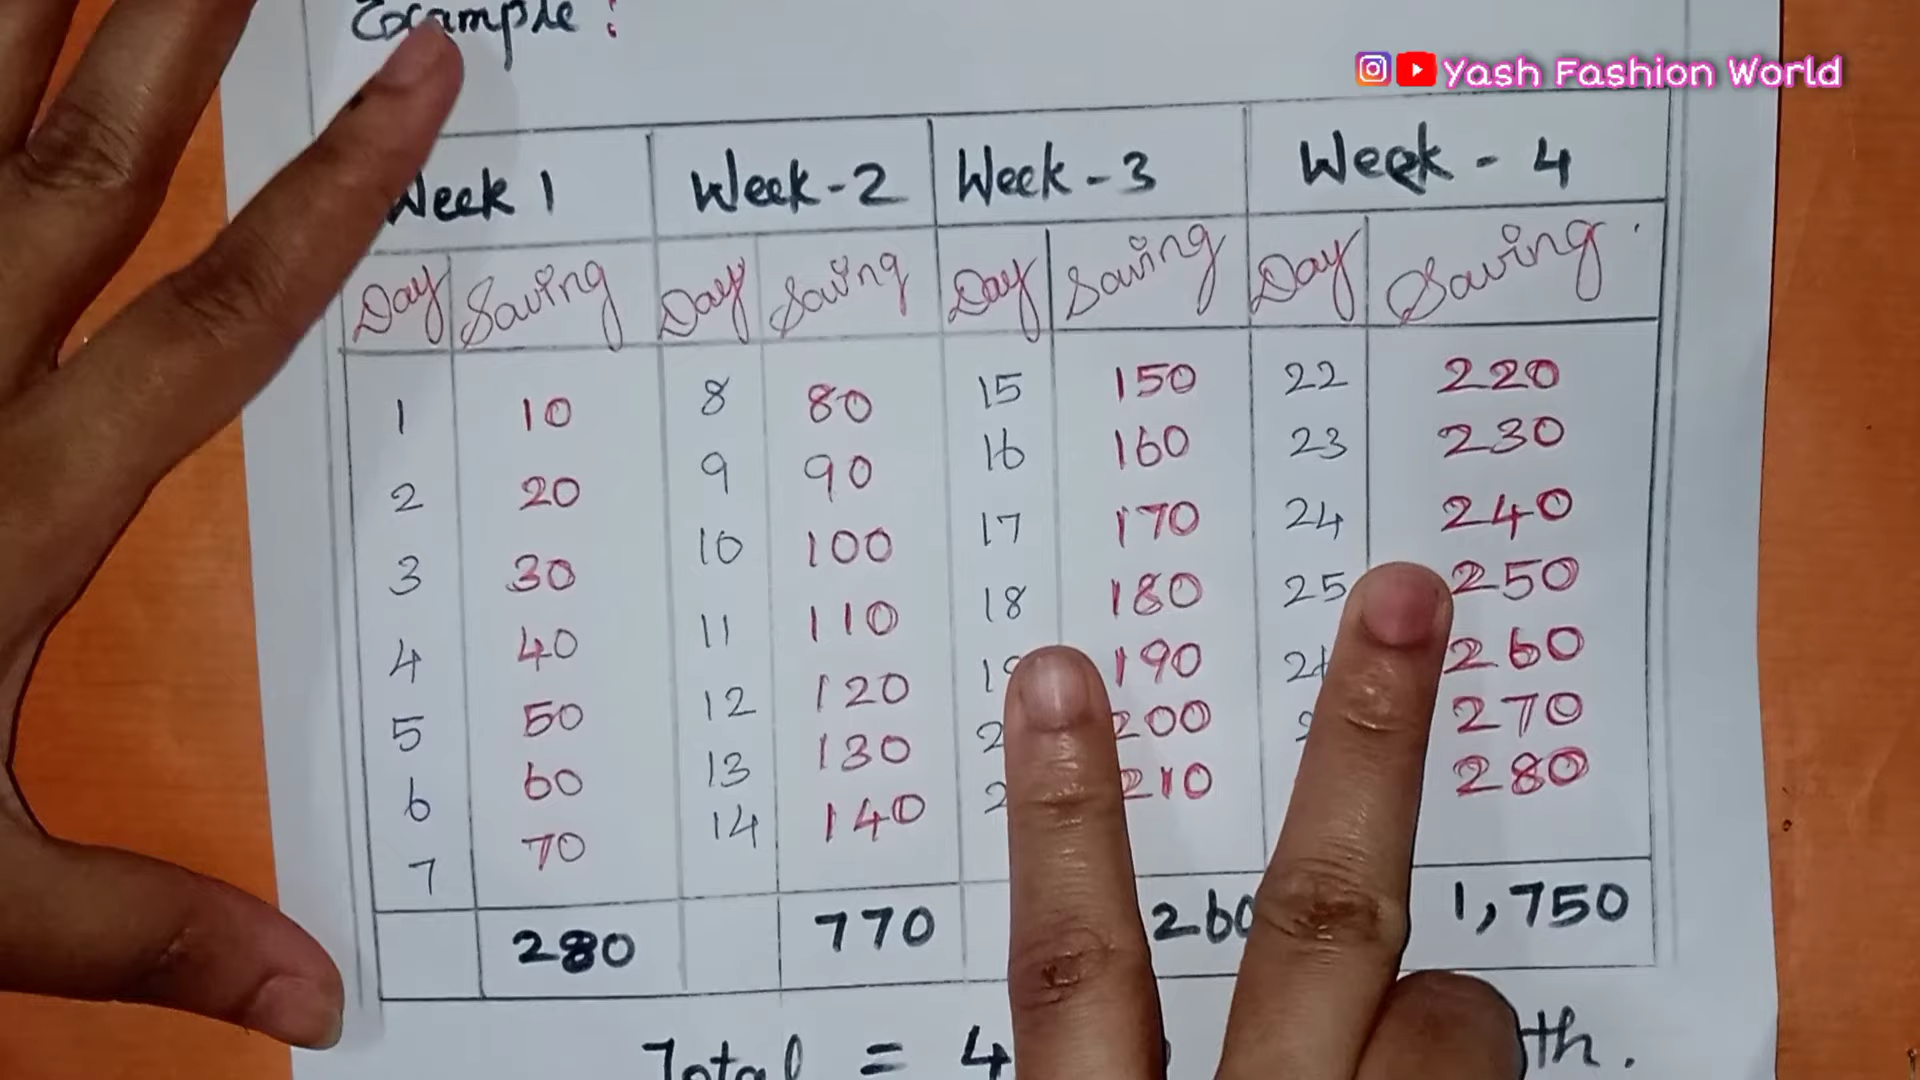 Example :
Yash Fashion World
Week 1 Week-2 Week-3 Week - 4
Day Saving Day Saving Day Saving Day Saving
1 10 8 80 15 150 22 220
2 20 9 90 16 160 23 230
3 30 10 100 17 170 24 240
4 40 11 110 18 180 25 250
5 50 12 120 190 260
6 60 13 130 200 270
7 70 14 140 210 280
280 770 260 1,750
Total = 4